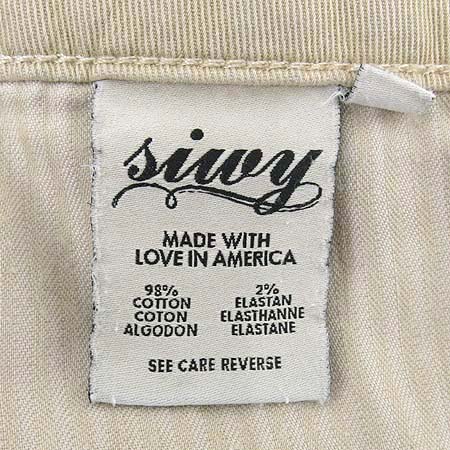 siwy
MADE WITH
LOVE IN AMERICA
98% 2%
COTTON ELASTAN
COTON ELASTHANNE
ALGODON ELASTANE
SEE CARE REVERSE